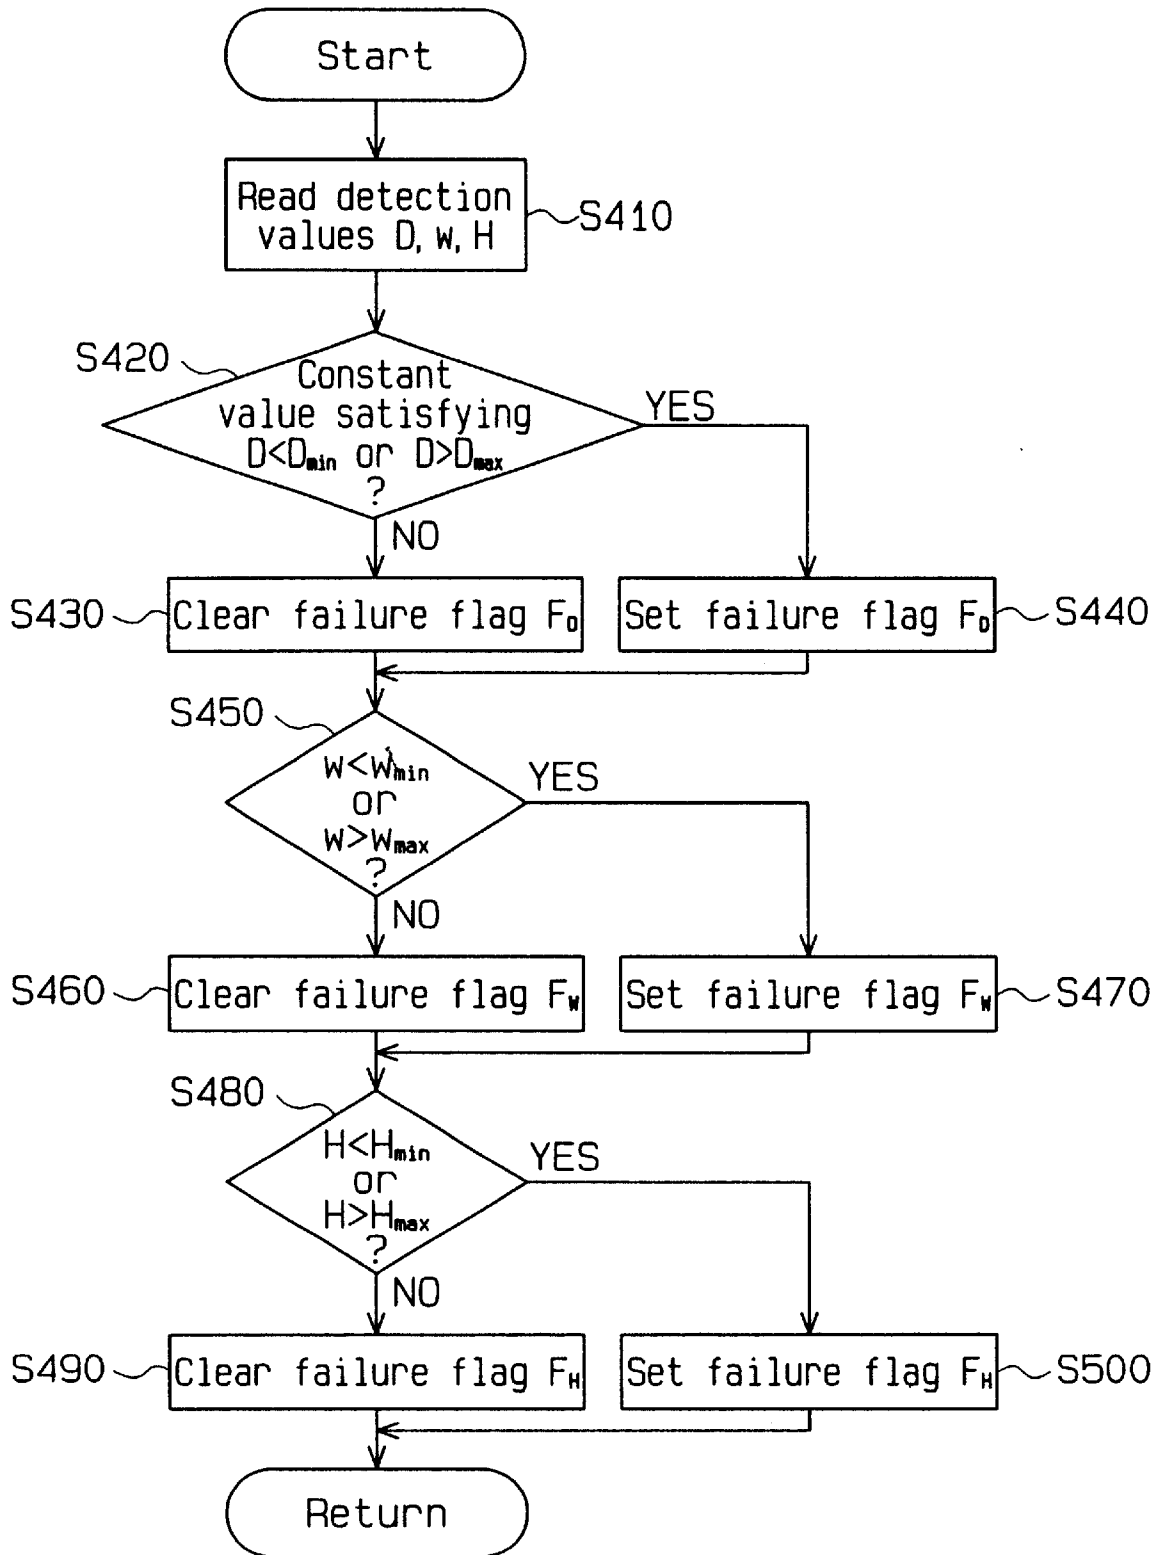 Start
Read detection
values D, w, H
S410
S420
Constant
value satisfying
D<Dmin or D>Dmax
?
YES
NO
S430
Clear failure flag FD
Set failure flag FD
S440
S450
w<wmin
or
w>wmax
?
YES
NO
S460
Clear failure flag FW
Set failure flag FW
S470
S480
H<Hmin
or
H>Hmax
?
YES
NO
S490
Clear failure flag FH
Set failure flag FH
S500
Return